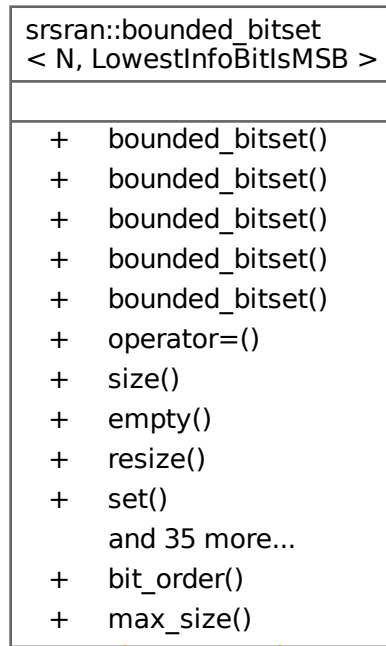 srsran::bounded_bitset
< N, LowestInfoBitIsMSB >
+ bounded_bitset()
+ bounded_bitset()
+ bounded_bitset()
+ bounded_bitset()
+ bounded_bitset()
+ operator=()
+ size()
+ empty()
+ resize()
+ set()
and 35 more...
+ bit_order()
+ max_size()